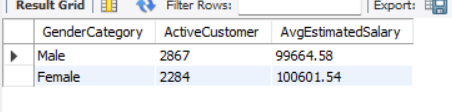 Result Grid Filter Rows: Export:
GenderCategory ActiveCustomer AvgEstimatedSalary
Male 2867 99664.58
Female 2284 100601.54